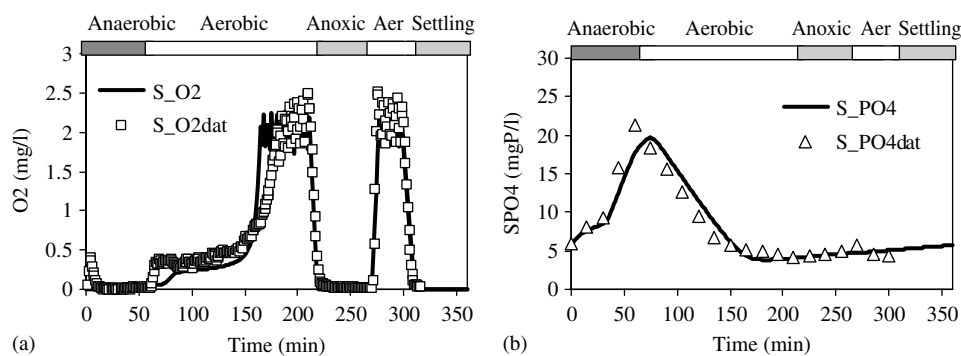 Anaerobic Aerobic Anoxic Aer Settling
3
2.5
2
1.5
1
0.5
0
O2 (mg/l)
S_O2
S_O2dat
0 50 100 150 200 250 300 350
Time (min)
(a)
Anaerobic Aerobic Anoxic Aer Settling
30
25
20
15
10
5
0
SPO4 (mgP/l)
S_PO4
S_PO4dat
0 50 100 150 200 250 300 350
Time (min)
(b)